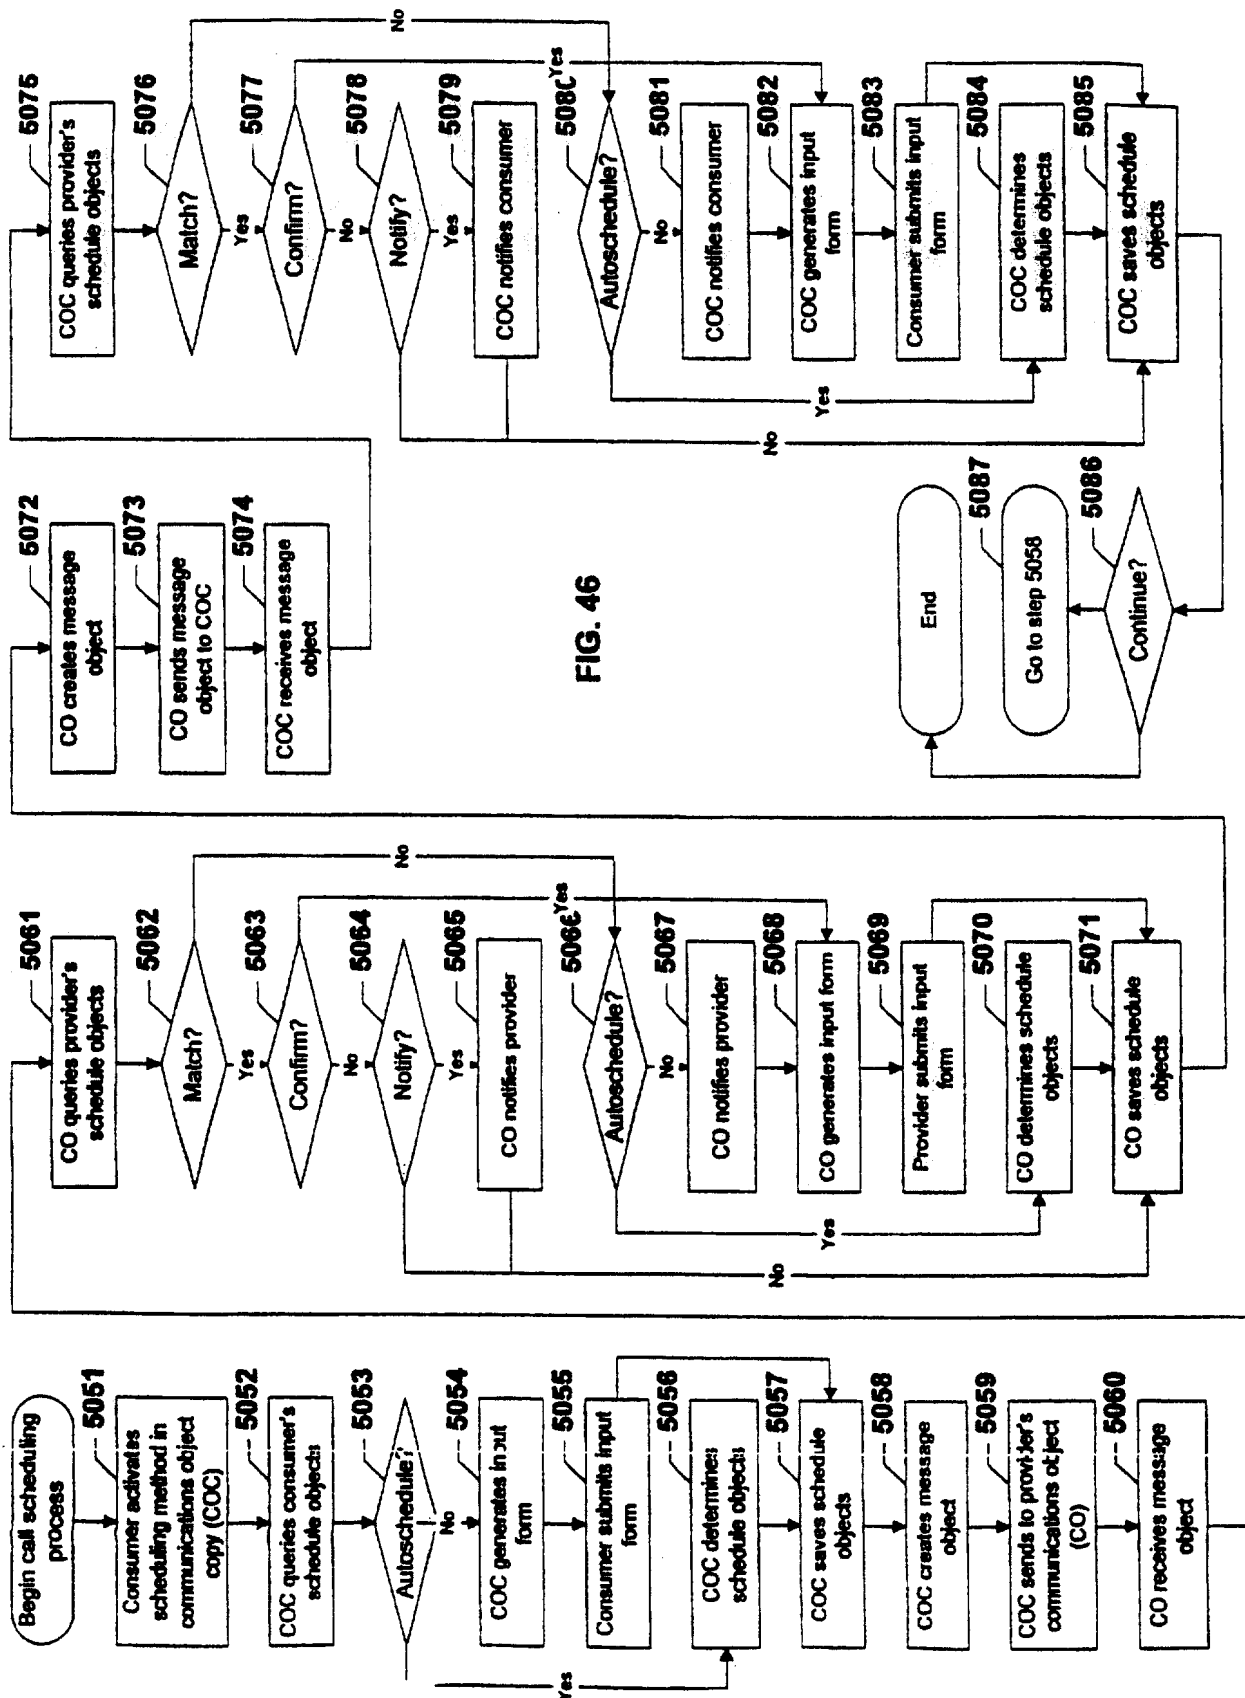 Begin call scheduling
process
5051
Consumer activates
scheduling method in
communications object
copy (COC)
5052
COC queries consumer's
schedule objects
5053
Autoschedule?
No
Yes
5054
COC generates input
form
5055
Consumer submits input
form
5056
COC determines
schedule objects
5057
COC saves schedule
objects
5058
COC creates message
object
5059
COC sends to provider's
communications object
(CO)
5060
CO receives message
object
5061
CO queries provider's
schedule objects
5062
Match?
Yes
No
5063
Confirm?
No
Yes
5064
Notify?
Yes
No
5065
CO notifies provider
5066
Autoschedule?
No
Yes
5067
CO notifies provider
5068
CO generates input form
5069
Provider submits input
form
5070
CO determines schedule
objects
5071
CO saves schedule
objects
5072
CO creates message
object
5073
CO sends message
object to COC
5074
COC receives message
object
FIG. 46
5075
COC queries provider's
schedule objects
5076
Match?
Yes
No
5077
Confirm?
No
Yes
5078
Notify?
Yes
No
5079
COC notifies consumer
5080
Autoschedule?
No
Yes
5081
COC notifies consumer
5082
COC generates input
form
5083
Consumer submits input
form
5084
COC determines
schedule objects
5085
COC saves schedule
objects
5086
Continue?
5087
Go to step 5058
End